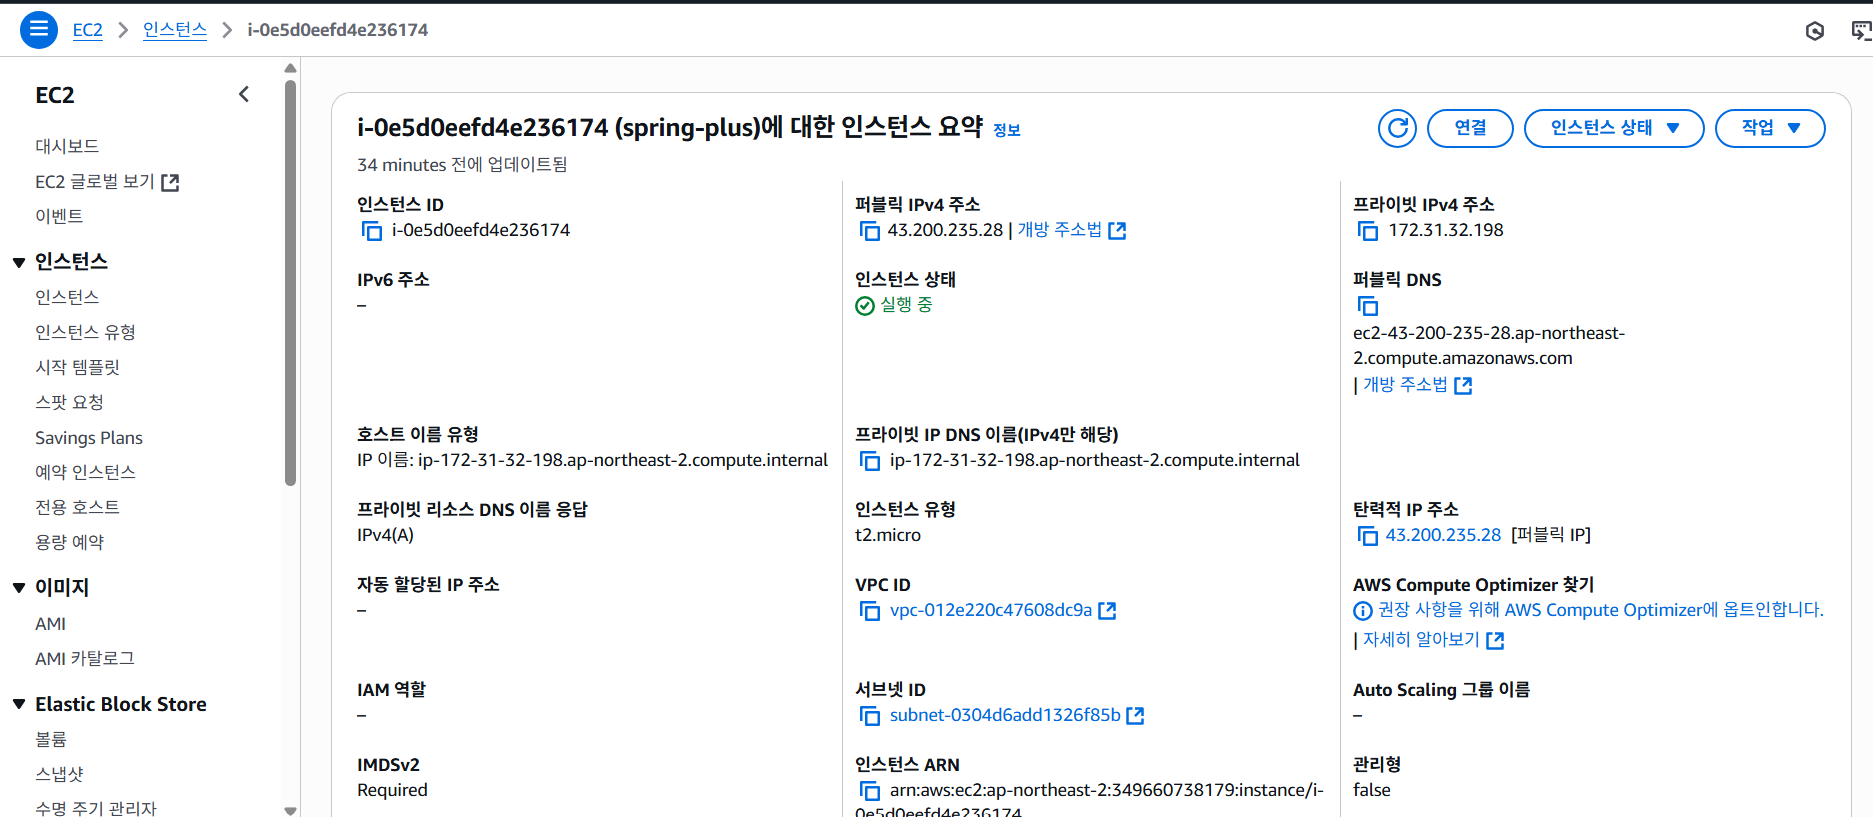 EC2 > 인스턴스 > i-0e5d0eefd4e236174
EC2
대시보드
EC2 글로벌 보기
이벤트
인스턴스
인스턴스
인스턴스 유형
시작 템플릿
스팟 요청
Savings Plans
예약 인스턴스
전용 호스트
용량 예약
이미지
AMI
AMI 카탈로그
Elastic Block Store
볼륨
스냅샷
수명 주기 관리자
i-0e5d0eefd4e236174 (spring-plus)에 대한 인스턴스 요약 정보
연결
인스턴스 상태
작업
34 minutes 전에 업데이트됨
인스턴스 ID
i-0e5d0eefd4e236174
퍼블릭 IPv4 주소
43.200.235.28 | 개방 주소법
프라이빗 IPv4 주소
172.31.32.198
IPv6 주소
–
인스턴스 상태
실행 중
퍼블릭 DNS
ec2-43-200-235-28.ap-northeast-
2.compute.amazonaws.com
| 개방 주소법
호스트 이름 유형
IP 이름: ip-172-31-32-198.ap-northeast-2.compute.internal
프라이빗 IP DNS 이름(IPv4만 해당)
ip-172-31-32-198.ap-northeast-2.compute.internal
프라이빗 리소스 DNS 이름 응답
IPv4(A)
인스턴스 유형
t2.micro
탄력적 IP 주소
43.200.235.28 [퍼블릭 IP]
자동 할당된 IP 주소
–
VPC ID
vpc-012e220c47608dc9a
AWS Compute Optimizer 찾기
권장 사항을 위해 AWS Compute Optimizer에 옵트인합니다.
| 자세히 알아보기
IAM 역할
–
서브넷 ID
subnet-0304d6add1326f85b
Auto Scaling 그룹 이름
–
IMDSv2
Required
인스턴스 ARN
arn:aws:ec2:ap-northeast-2:349660738179:instance/i-
0e5d0eefd4e236174
관리형
false